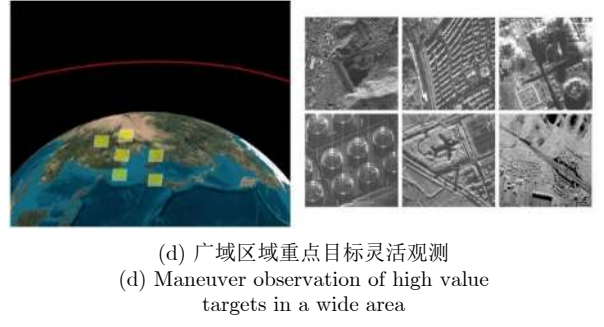 (d) 广域区域重点目标灵活观测
(d) Maneuver observation of high value
targets in a wide area